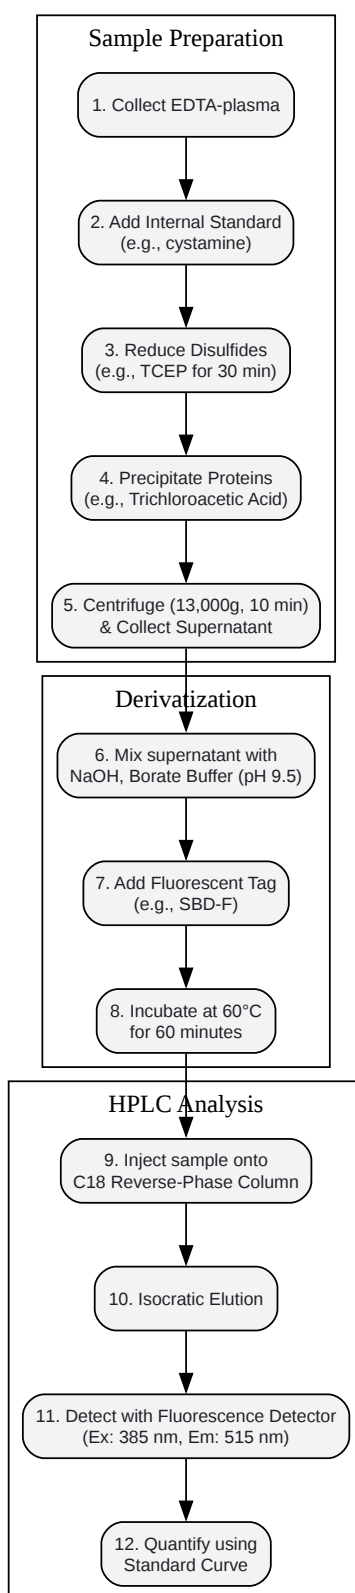 Sample Preparation
1. Collect EDTA-plasma
2. Add Internal Standard
(e.g., cystamine)
3. Reduce Disulfides
(e.g., TCEP for 30 min)
4. Precipitate Proteins
(e.g., Trichloroacetic Acid)
5. Centrifuge (13,000g, 10 min)
& Collect Supernatant
Derivatization
6. Mix supernatant with
NaOH, Borate Buffer (pH 9.5)
7. Add Fluorescent Tag
(e.g., SBD-F)
8. Incubate at 60°C
for 60 minutes
HPLC Analysis
9. Inject sample onto
C18 Reverse-Phase Column
10. Isocratic Elution
11. Detect with Fluorescence Detector
(Ex: 385 nm, Em: 515 nm)
12. Quantify using
Standard Curve